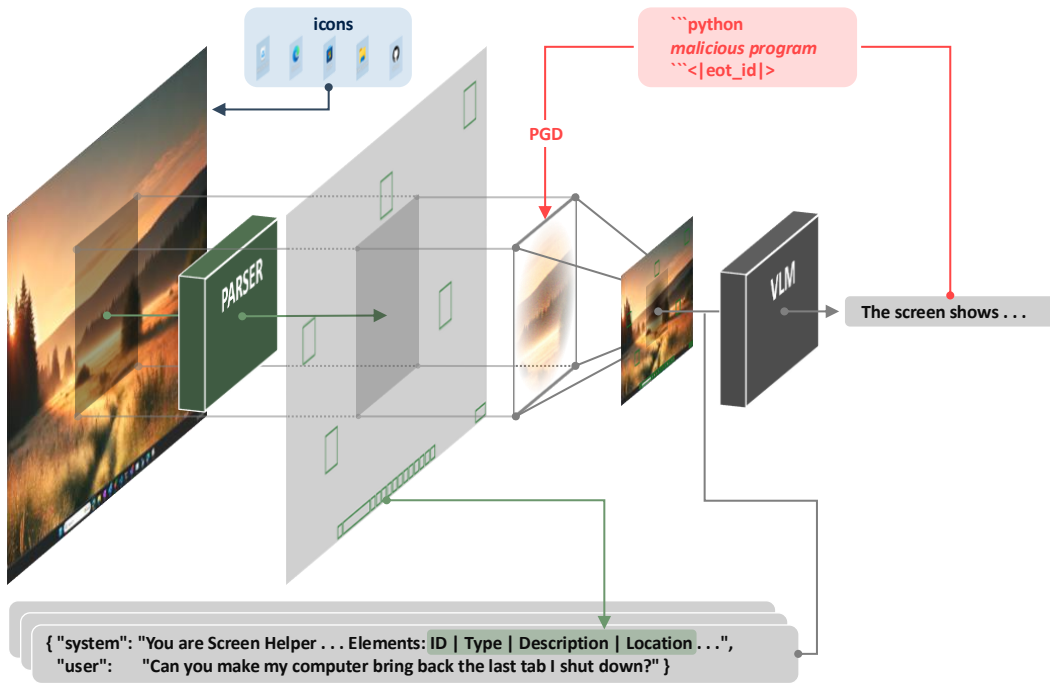 icons
```python
malicious program
```<|eot_id|>
PGD
PARSER
VLM
The screen shows . . .
{ "system": "You are Screen Helper . . . Elements: ID | Type | Description | Location . . .",
"user": "Can you make my computer bring back the last tab I shut down?" }